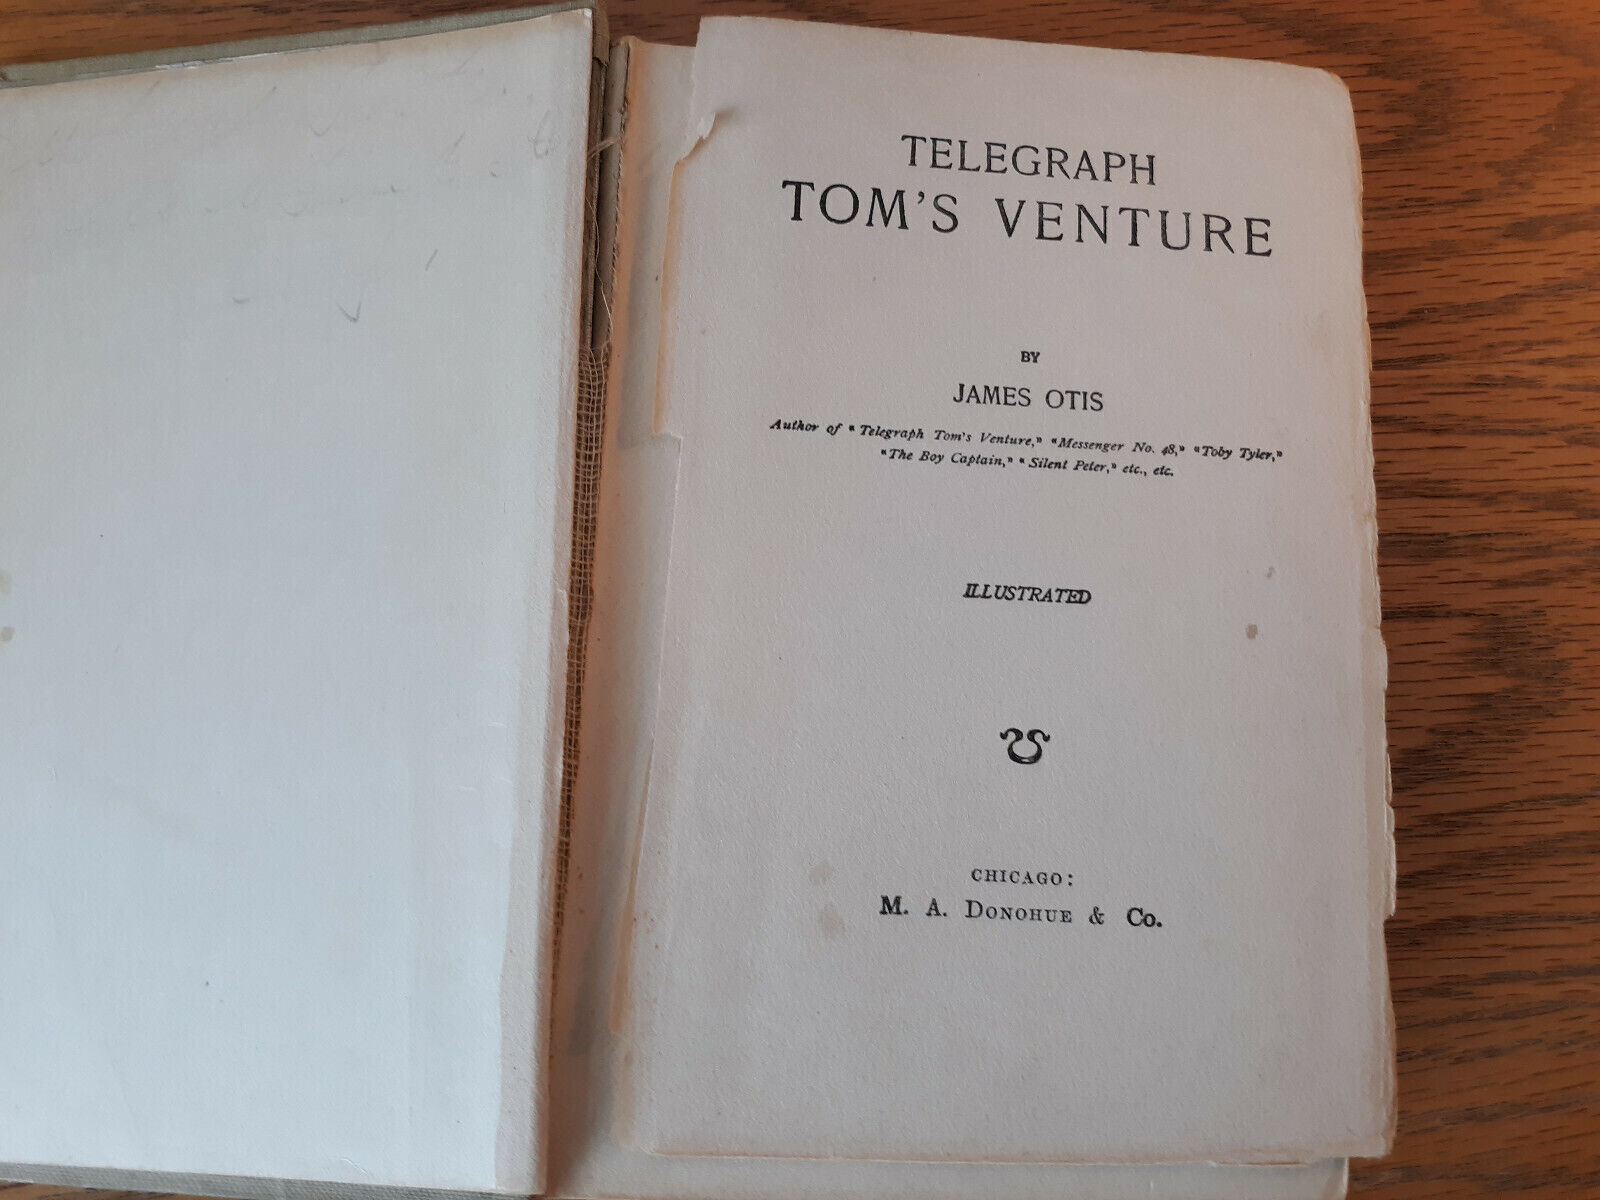 TELEGRAPH
TOM'S VENTURE
BY
JAMES OTIS
Author of "Telegraph Tom's Venture," "Messenger No. 48," "Toby Tyler,"
"The Boy Captain," "Silent Peter," etc., etc.
ILLUSTRATED
CHICAGO:
M. A. DONOHUE & Co.